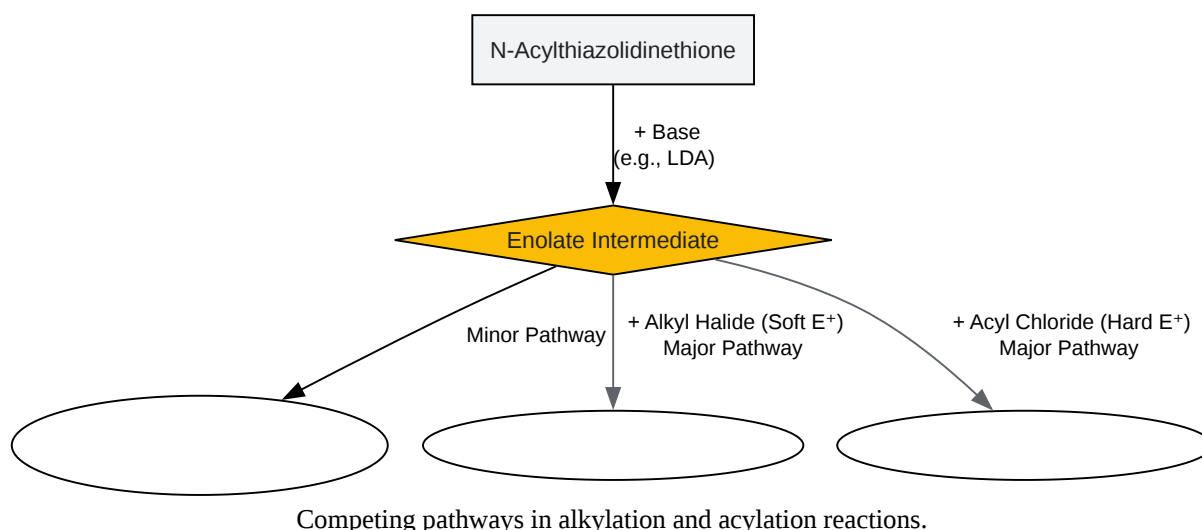 N-Acylthiazolidinethione
+ Base
(e.g., LDA)
Enolate Intermediate
Minor Pathway
+ Alkyl Halide (Soft E⁺)
Major Pathway
+ Acyl Chloride (Hard E⁺)
Major Pathway
Competing pathways in alkylation and acylation reactions.